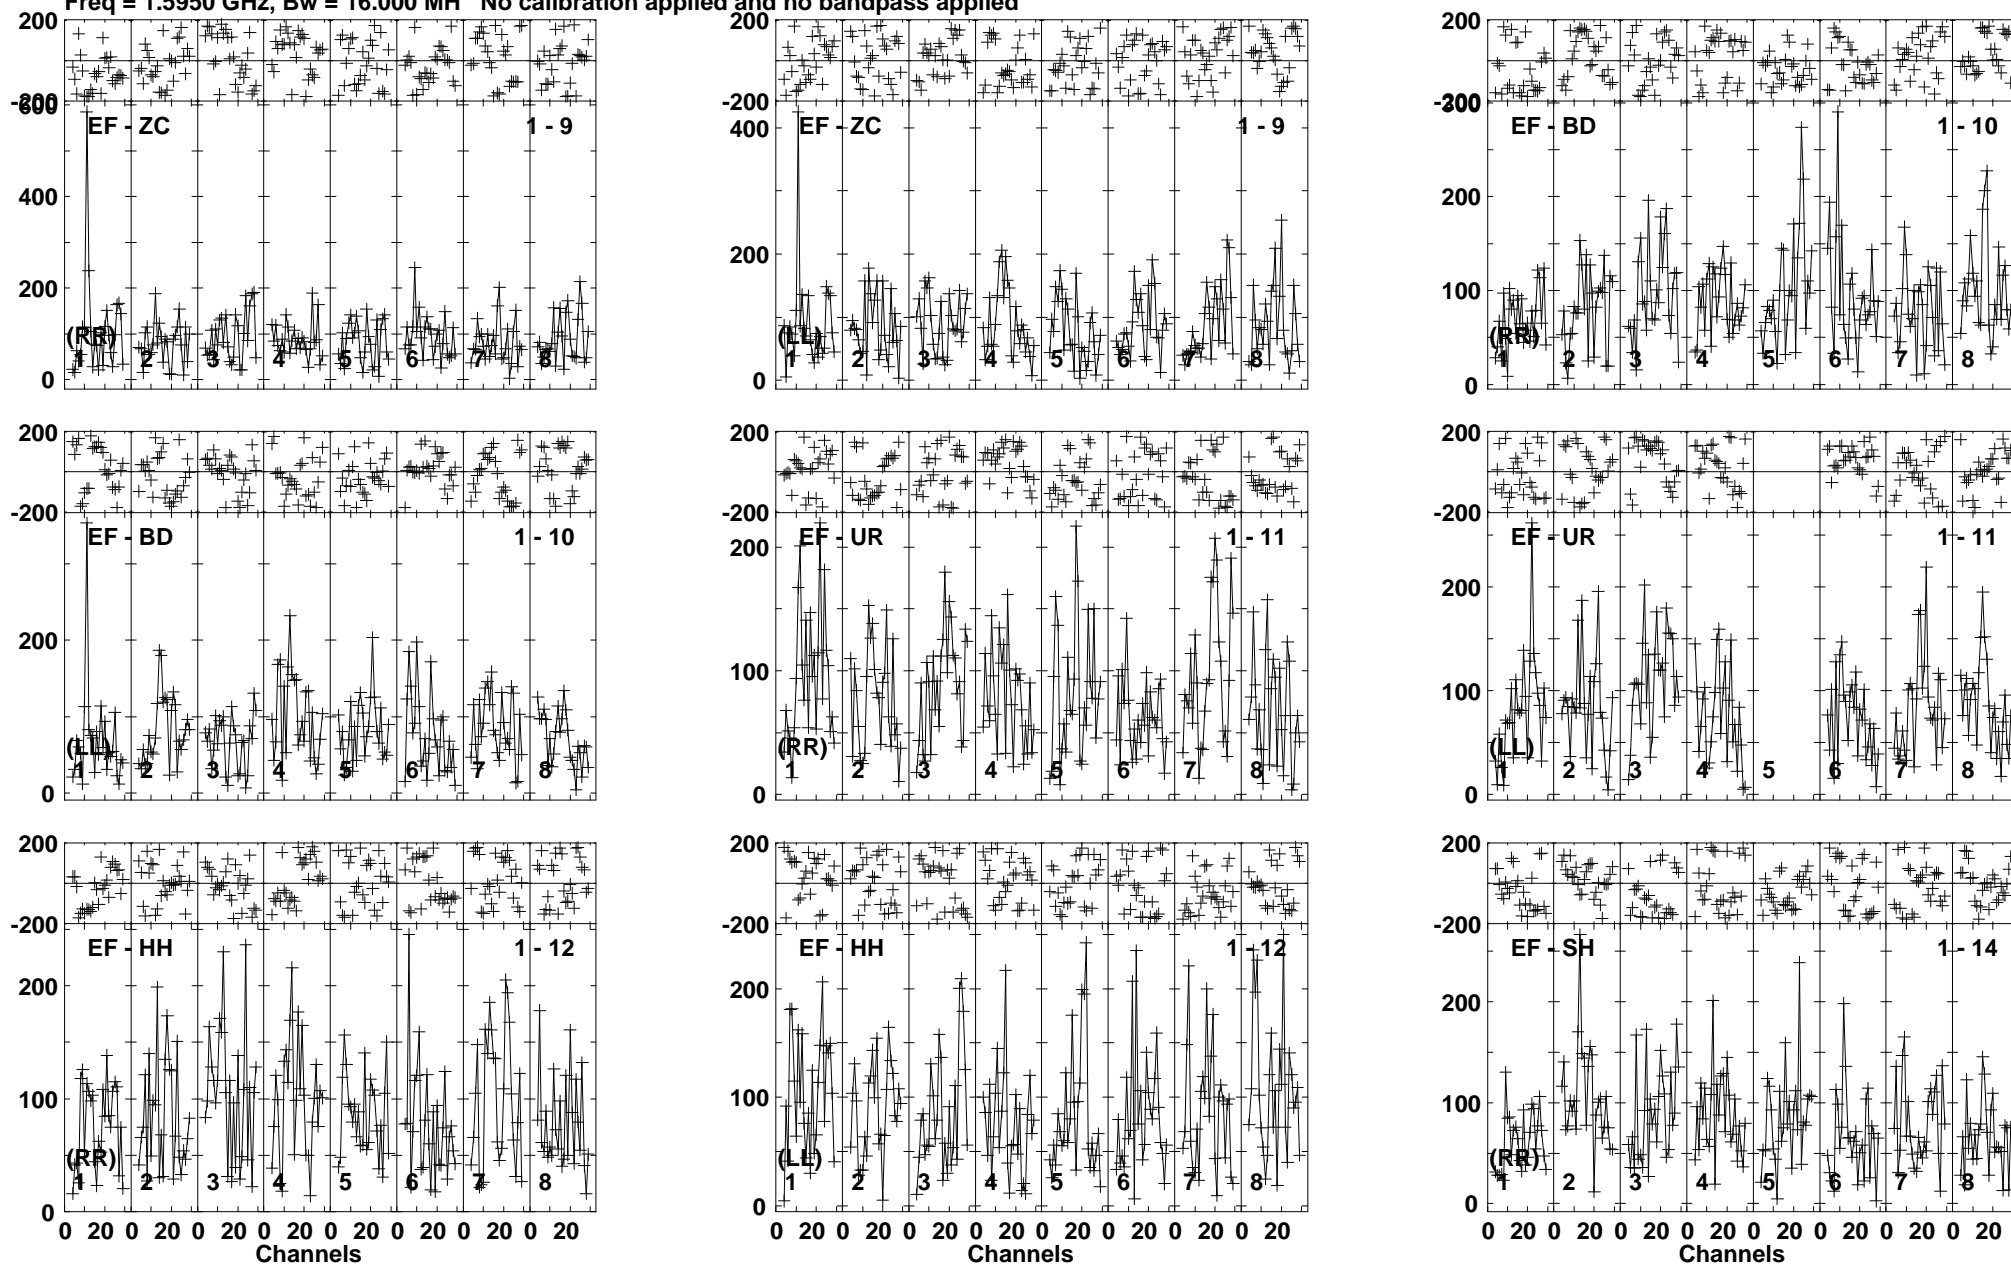 Freq = 1.5950 GHz, Bw = 16.000 MH No calibration applied and no bandpass applied
200 200 200
-200 -200 -200
600 300
EF - ZC 1 - 9 EF - ZC 1 - 9 EF - BD 1 - 10
400 400
200 200 200
100
(RR) (LL) (RR)
1 2 3 4 5 6 7 8 1 2 3 4 5 6 7 8 1 2 3 4 5 6 7 8
0 0 0
200 200 200
-200 -200 -200
EF - BD 1 - 10 EF - UR 1 - 11 EF - UR 1 - 11
200 200 200
100 100
(LL) (RR) (LL)
1 2 3 4 5 6 7 8 1 2 3 4 5 6 7 8 1 2 3 4 5 6 7 8
0 0 0
200 200 200
-200 -200 -200
EF - HH 1 - 12 EF - HH 1 - 12 EF - SH 1 - 14
200 200 200
100 100 100
(RR) (LL) (RR)
1 2 3 4 5 6 7 8 1 2 3 4 5 6 7 8 1 2 3 4 5 6 7 8
0 0 0
0 20 0 20 0 20 0 20 0 20 0 20 0 20 0 20 0 20 0 20 0 20 0 20 0 20 0 20 0 20 0 20 0 20 0 20 0 20 0 20 0 20 0 20 0 20 0 20
Channels Channels Channels